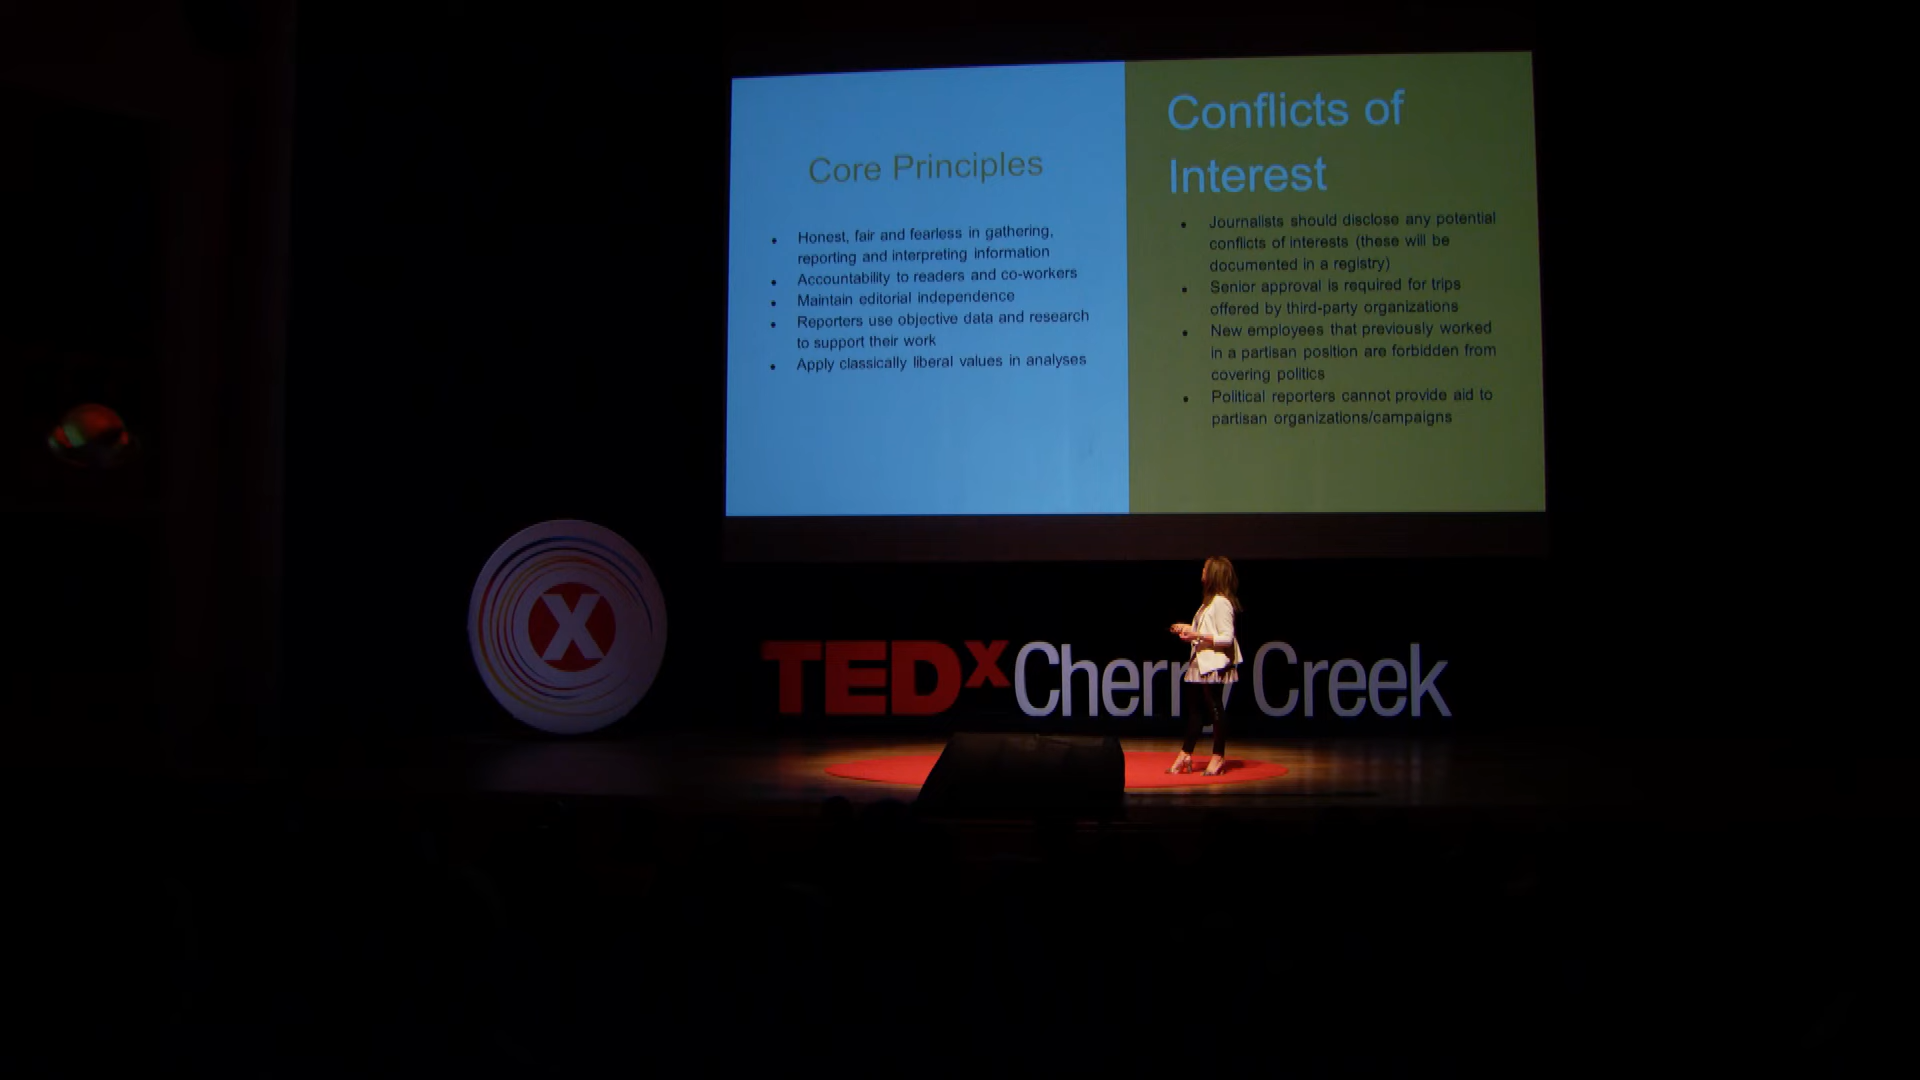 Core Principles
Honest, fair and fearless in gathering,
reporting and interpreting information
Accountability to readers and co-workers
Maintain editorial independence
Reporters use objective data and research
to support their work
Apply classically liberal values in analyses
Conflicts of
Interest
Journalists should disclose any potential
conflicts of interests (these will be
documented in a registry)
Senior approval is required for trips
offered by third-party organizations
New employees that previously worked
in a partisan position are forbidden from
covering politics
Political reporters cannot provide aid to
partisan organizations/campaigns
X
TEDxCherry Creek